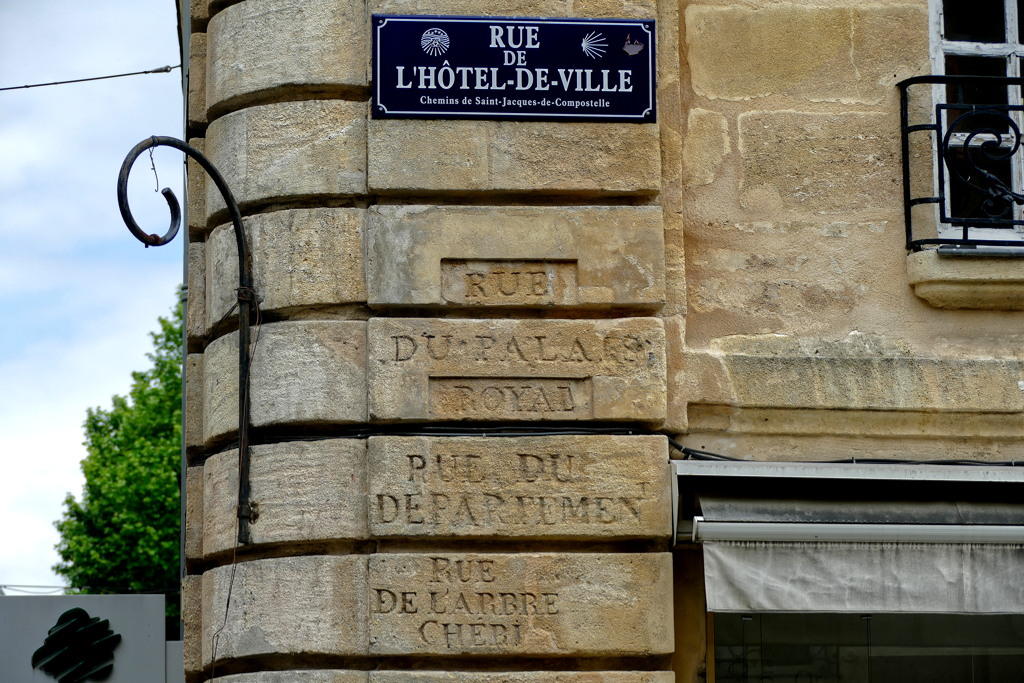 RUE
DE
L'HÔTEL-DE-VILLE
Chemins de Saint-Jacques-de-Compostelle
RUE
DU·PALAIS
ROYAL
RUE DU
DEPARTEMEN
RUE
DE L'ARBRE
CHÉRI